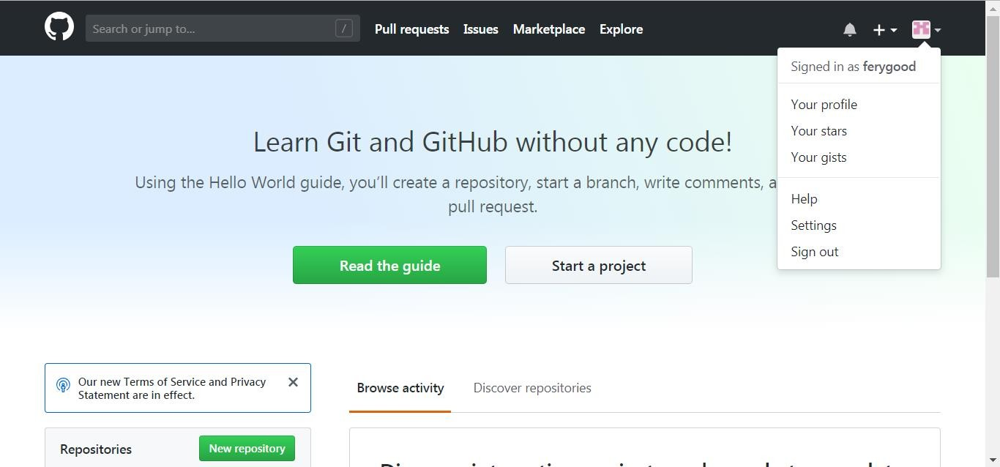 Search or jump to...
/
Pull requests
Issues
Marketplace
Explore
Signed in as ferygood
Your profile
Your stars
Your gists
Help
Settings
Sign out
Learn Git and GitHub without any code!
Using the Hello World guide, you’ll create a repository, start a branch, write comments, a
pull request.
Read the guide
Start a project
Our new Terms of Service and Privacy
Statement are in effect.
Repositories
New repository
Browse activity
Discover repositories